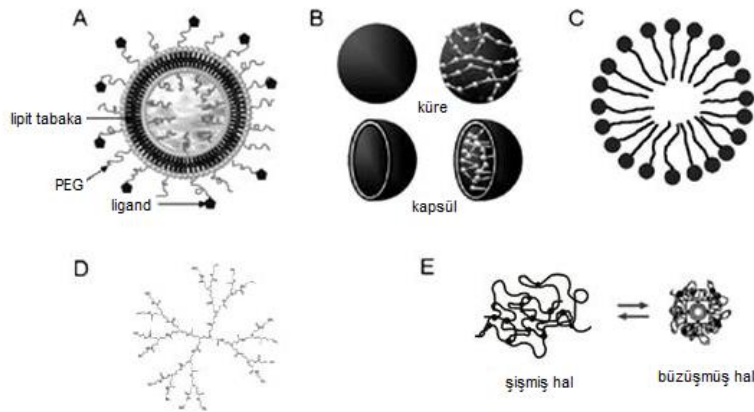 A
lipit tabaka
PEG
ligand
B
küre
kapsül
C
D
E
şişmiş hal
büzüşmüş hal